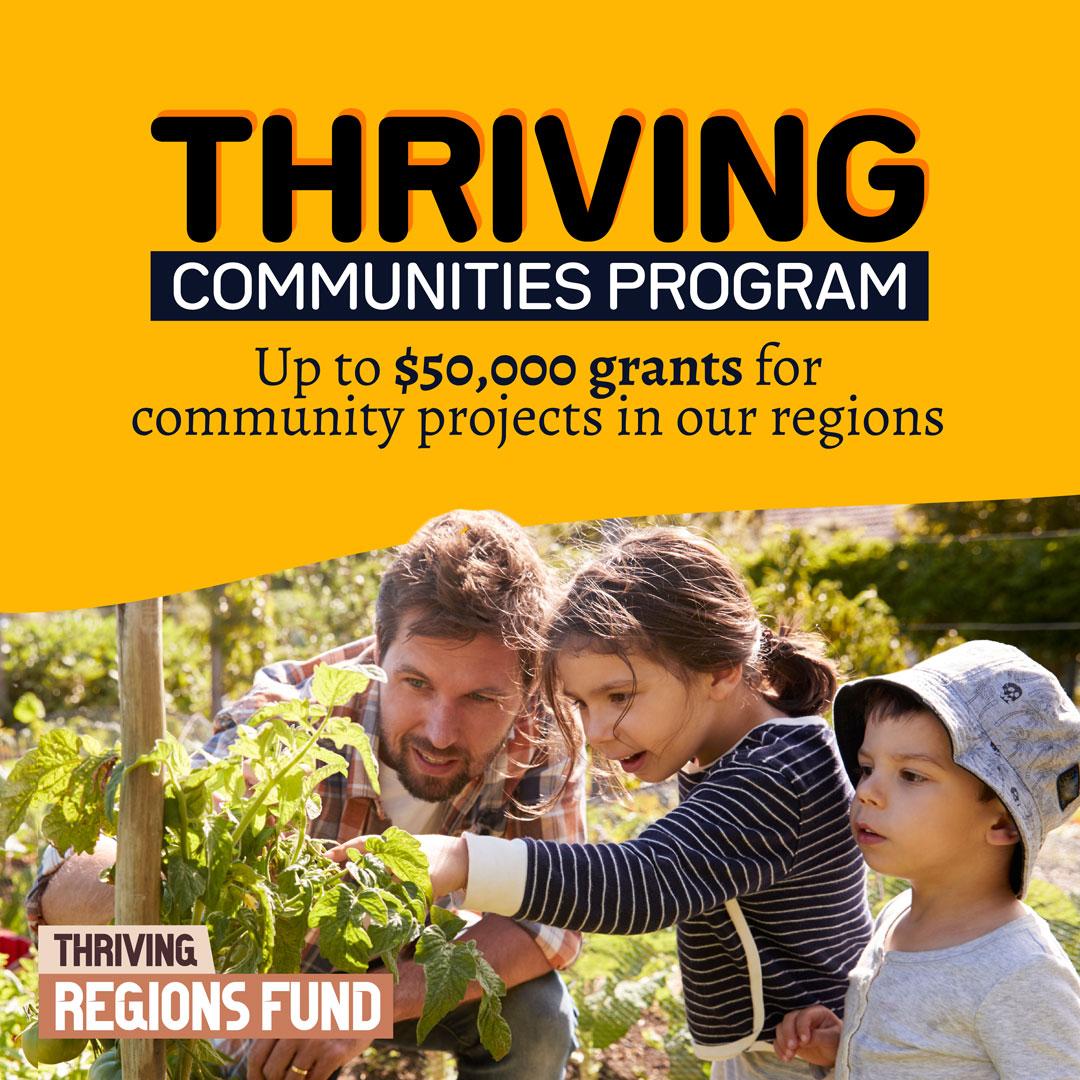 THRIVING
COMMUNITIES PROGRAM
Up to $50,000 grants for
community projects in our regions
THRIVING
REGIONS FUND